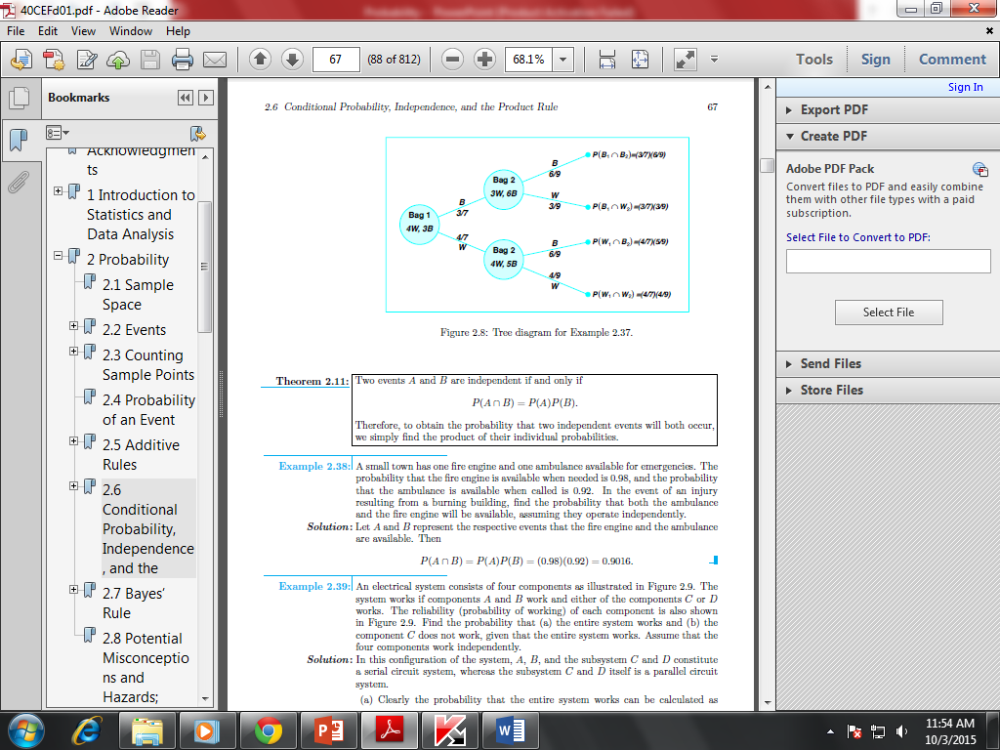 40CEFd01.pdf - Adobe Reader
File Edit View Window Help
67 (88 of 812) 68.1% Tools Sign Comment
Bookmarks
Acknowledgmen
ts
1 Introduction to
Statistics and
Data Analysis
2 Probability
2.1 Sample
Space
2.2 Events
2.3 Counting
Sample Points
2.4 Probability
of an Event
2.5 Additive
Rules
2.6
Conditional
Probability,
Independence
, and the
2.7 Bayes'
Rule
2.8 Potential
Misconceptio
ns and
Hazards;
2.6 Conditional Probability, Independence, and the Product Rule 67
Bag 1
4W, 3B
B
3/7
4/7
W
Bag 2
3W, 6B
Bag 2
4W, 5B
B
6/9
W
3/9
B
6/9
4/9
W
P(B₁ ∩ B₂)=(3/7)(6/9)
P(B₁ ∩ W₂)=(3/7)(3/9)
P(W₁ ∩ B₂)=(4/7)(5/9)
P(W₁ ∩ W₂) =(4/7)(4/9)
Figure 2.8: Tree diagram for Example 2.37.
Theorem 2.11: Two events A and B are independent if and only if
P(A ∩ B) = P(A)P(B).
Therefore, to obtain the probability that two independent events will both occur,
we simply find the product of their individual probabilities.
Example 2.38: A small town has one fire engine and one ambulance available for emergencies. The
probability that the fire engine is available when needed is 0.98, and the probability
that the ambulance is available when called is 0.92. In the event of an injury
resulting from a burning building, find the probability that both the ambulance
and the fire engine will be available, assuming they operate independently.
Solution: Let A and B represent the respective events that the fire engine and the ambulance
are available. Then
P(A ∩ B) = P(A)P(B) = (0.98)(0.92) = 0.9016.
Example 2.39: An electrical system consists of four components as illustrated in Figure 2.9. The
system works if components A and B work and either of the components C or D
works. The reliability (probability of working) of each component is also shown
in Figure 2.9. Find the probability that (a) the entire system works and (b) the
component C does not work, given that the entire system works. Assume that the
four components work independently.
Solution: In this configuration of the system, A, B, and the subsystem C and D constitute
a serial circuit system, whereas the subsystem C and D itself is a parallel circuit
system.
(a) Clearly the probability that the entire system works can be calculated as
Sign In
Export PDF
Create PDF
Adobe PDF Pack
Convert files to PDF and easily combine
them with other file types with a paid
subscription.
Select File to Convert to PDF:
Select File
Send Files
Store Files
11:54 AM
10/3/2015